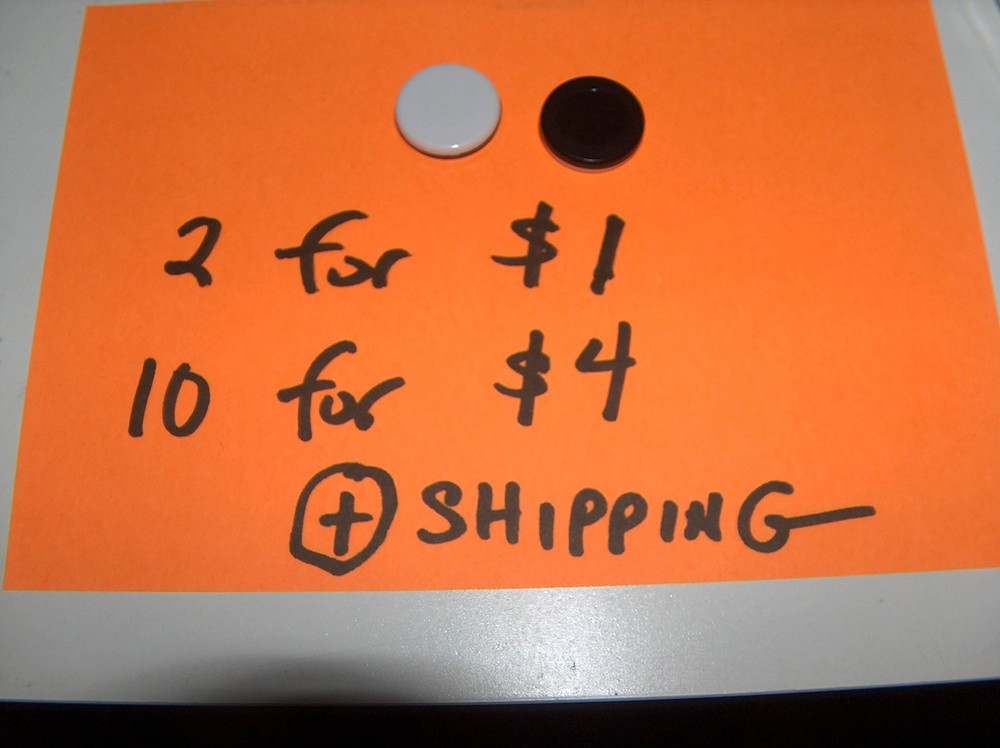 2 for $1
10 for $4
+ SHIPPING